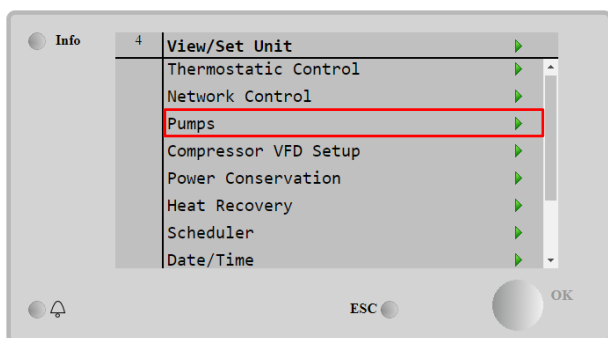 Info
4 View/Set Unit
Thermostatic Control
Network Control
Pumps
Compressor VFD Setup
Power Conservation
Heat Recovery
Scheduler
Date/Time
ESC
OK